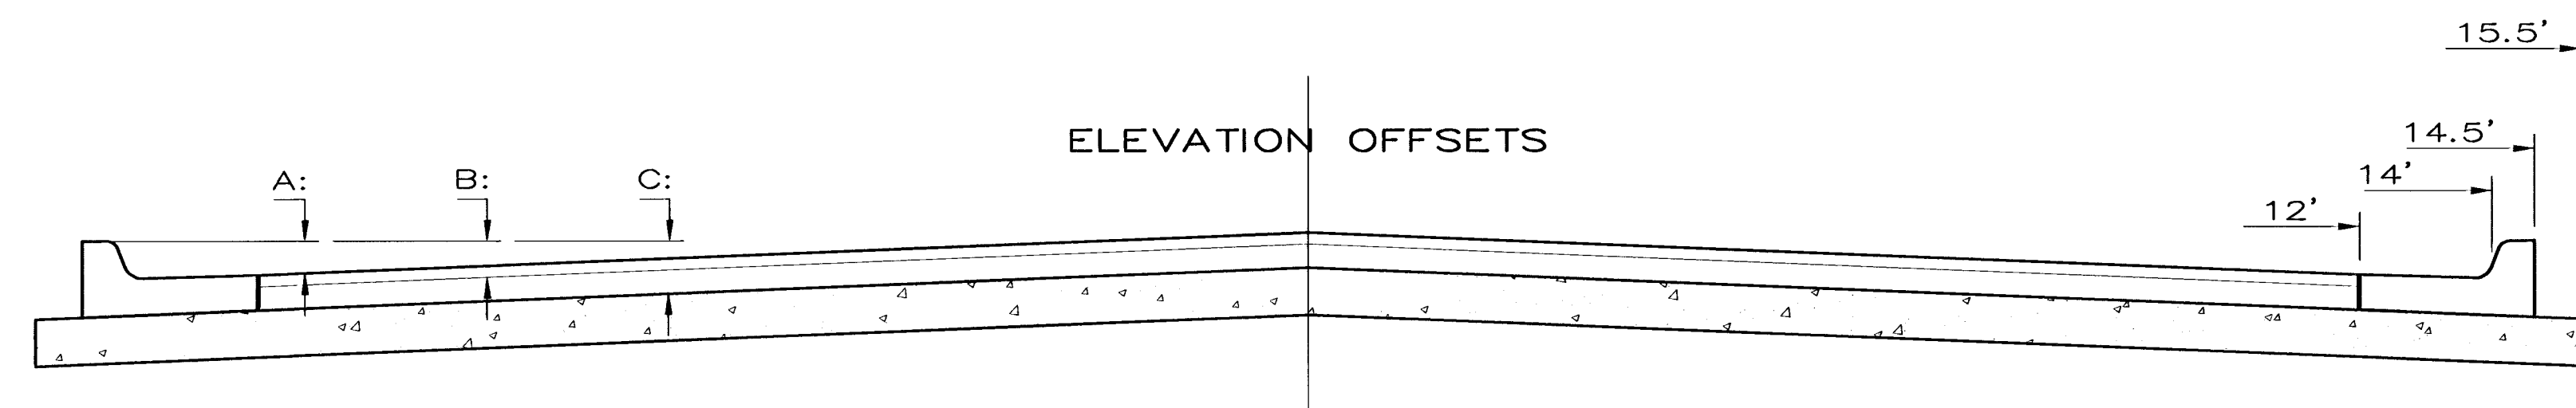 15.5'
14.5'
ELEVATION OFFSETS
14'
A:
B:
C:
12'